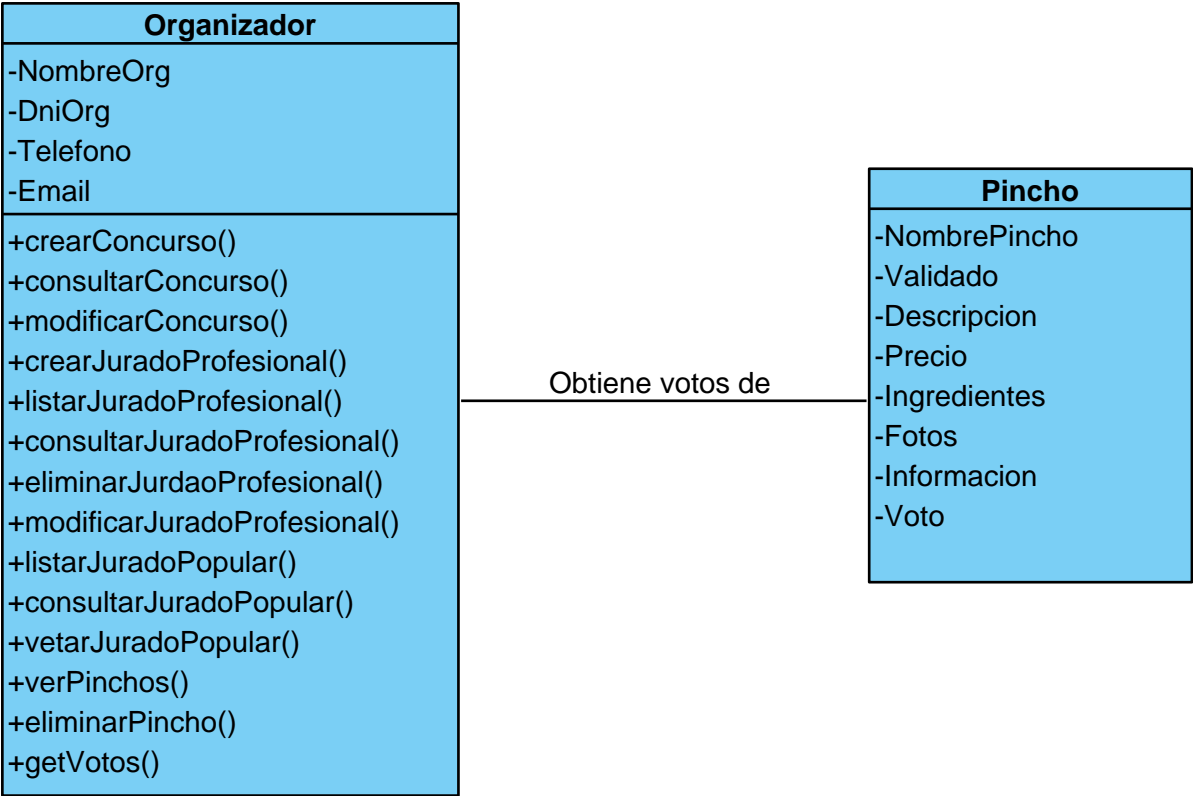 Organizador
-NombreOrg
-DniOrg
-Telefono
-Email
+crearConcurso()
+consultarConcurso()
+modificarConcurso()
+crearJuradoProfesional()
+listarJuradoProfesional()
+consultarJuradoProfesional()
+eliminarJurdaoProfesional()
+modificarJuradoProfesional()
+listarJuradoPopular()
+consultarJuradoPopular()
+vetarJuradoPopular()
+verPinchos()
+eliminarPincho()
+getVotos()
Obtiene votos de
Pincho
-NombrePincho
-Validado
-Descripcion
-Precio
-Ingredientes
-Fotos
-Informacion
-Voto